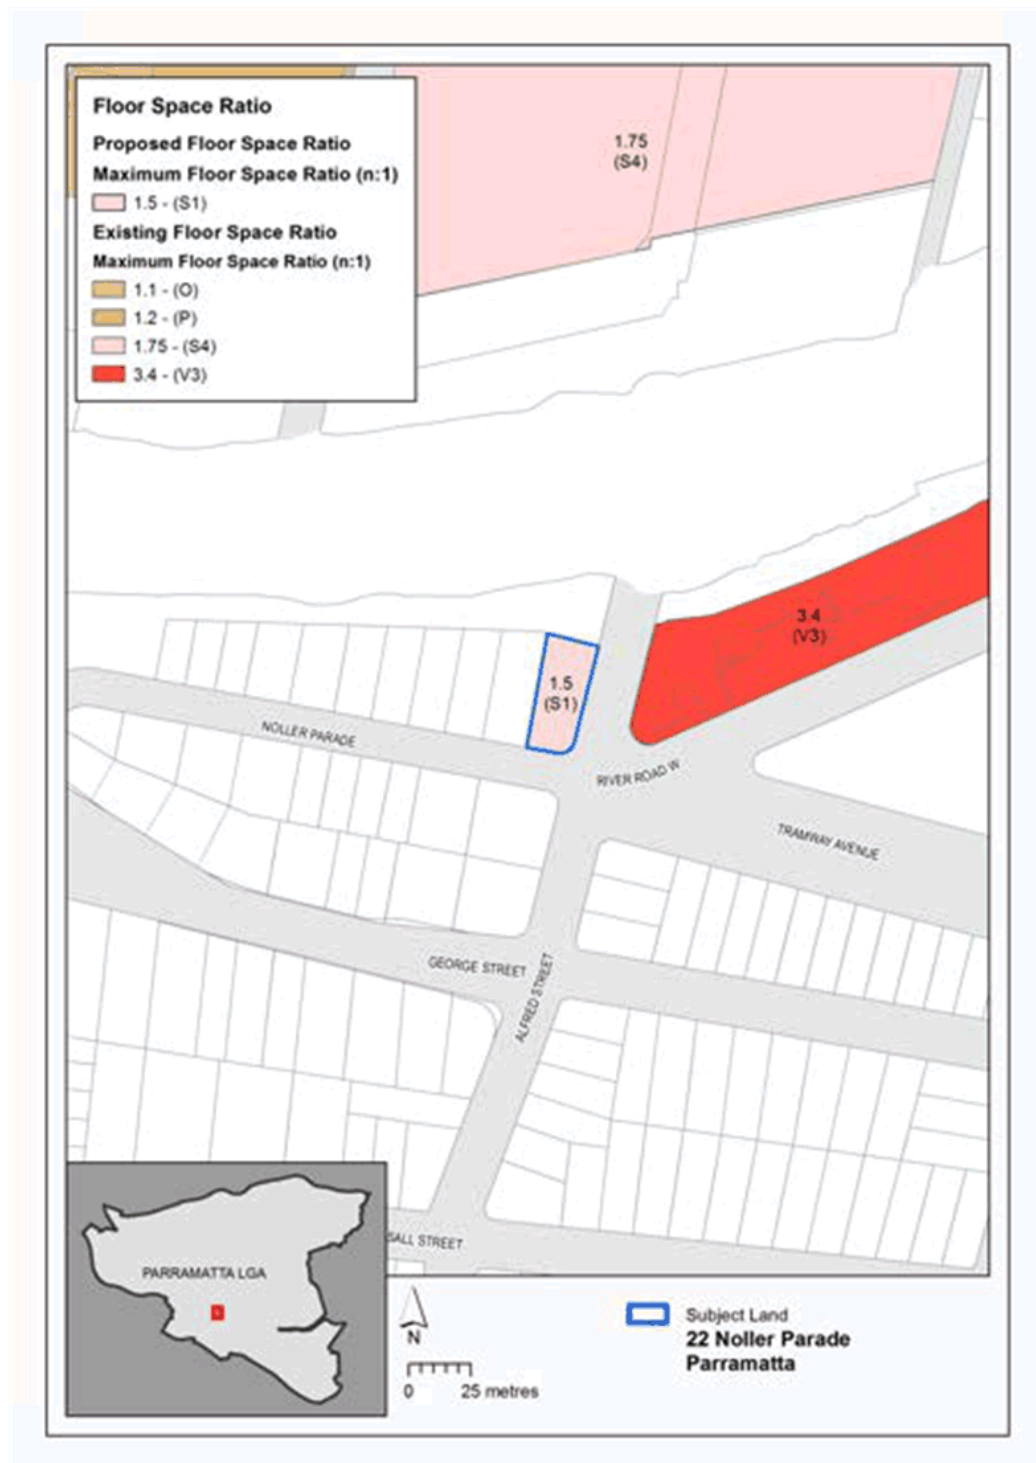 Floor Space Ratio
Proposed Floor Space Ratio
Maximum Floor Space Ratio (n:1)
1.5 - (S1)
Existing Floor Space Ratio
Maximum Floor Space Ratio (n:1)
1.1 - (O)
1.2 - (P)
1.75 - (S4)
3.4 - (V3)
1.75
(S4)
3.4
(V3)
1.5
(S1)
NOLLER PARADE
RIVER ROAD W
TRAMWAY AVENUE
GEORGE STREET
ALFRED STREET
STREET
PARRAMATTA LGA
N
0 25 metres
Subject Land
22 Noller Parade
Parramatta